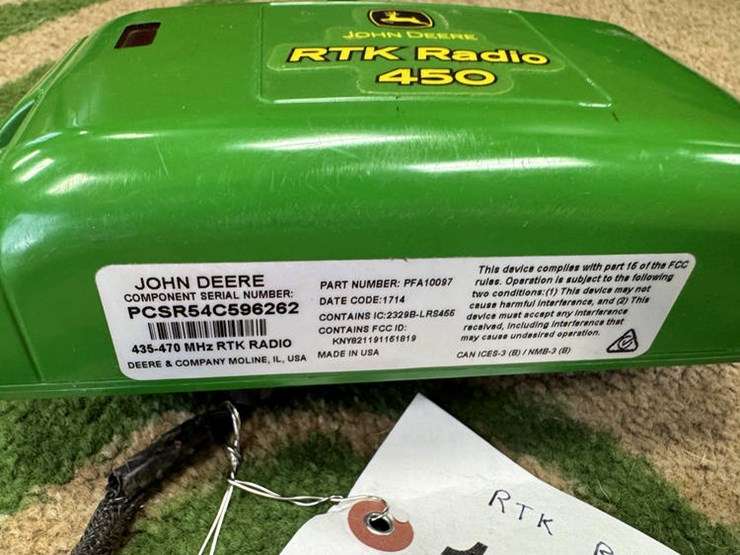 JOHN DEERE
RTK Radio
450
JOHN DEERE
COMPONENT SERIAL NUMBER:
PCSR54C596262
435-470 MHz RTK RADIO
DEERE & COMPANY MOLINE, IL, USA
PART NUMBER: PFA10097
DATE CODE:1714
CONTAINS IC:2329B-LRS455
CONTAINS FCC ID:
KNY821191151819
MADE IN USA
This device complies with part 15 of the FCC
rules. Operation is subject to the following
two conditions:(1) This device may not
cause harmful interference, and (2) This
device must accept any interference
received, including interference that
may cause undesired operation.
CAN ICES-3 (B) / NMB-3 (B)
RTK